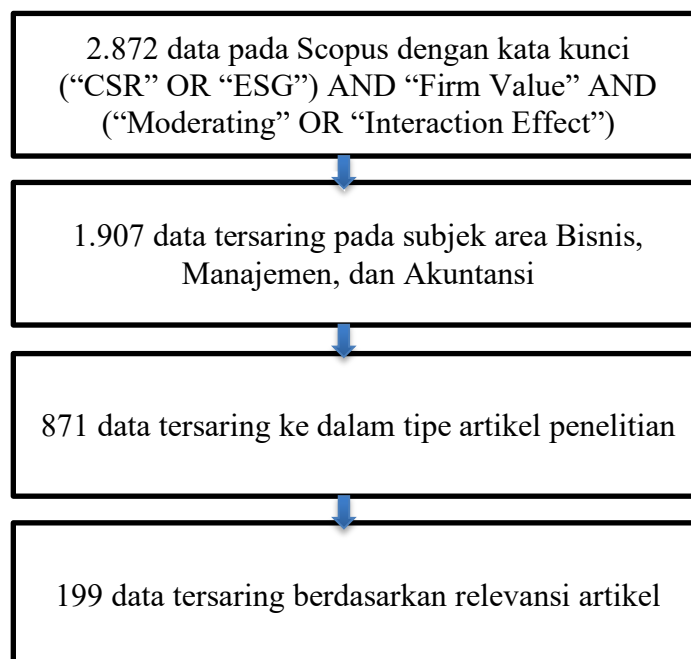 2.872 data pada Scopus dengan kata kunci
(“CSR” OR “ESG”) AND “Firm Value” AND
(“Moderating” OR “Interaction Effect”)
1.907 data tersaring pada subjek area Bisnis,
Manajemen, dan Akuntansi
871 data tersaring ke dalam tipe artikel penelitian
199 data tersaring berdasarkan relevansi artikel